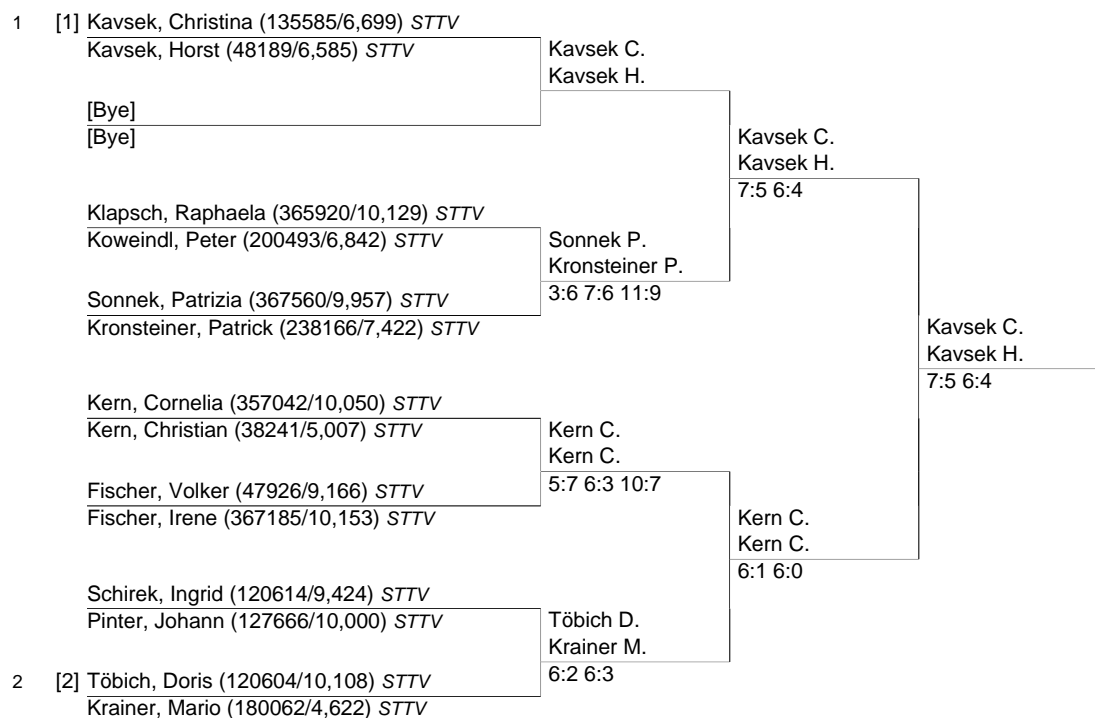 1 [1] Kavsek, Christina (135585/6,699) STTV
Kavsek, Horst (48189/6,585) STTV
Kavsek C.
Kavsek H.
[Bye]
[Bye]
Kavsek C.
Kavsek H.
7:5 6:4
Klapsch, Raphaela (365920/10,129) STTV
Koweindl, Peter (200493/6,842) STTV
Sonnek P.
Kronsteiner P.
3:6 7:6 11:9
Sonnek, Patrizia (367560/9,957) STTV
Kronsteiner, Patrick (238166/7,422) STTV
Kavsek C.
Kavsek H.
7:5 6:4
Kern, Cornelia (357042/10,050) STTV
Kern, Christian (38241/5,007) STTV
Kern C.
Kern C.
5:7 6:3 10:7
Fischer, Volker (47926/9,166) STTV
Fischer, Irene (367185/10,153) STTV
Kern C.
Kern C.
6:1 6:0
Schirek, Ingrid (120614/9,424) STTV
Pinter, Johann (127666/10,000) STTV
Töbich D.
Krainer M.
6:2 6:3
2 [2] Töbich, Doris (120604/10,108) STTV
Krainer, Mario (180062/4,622) STTV